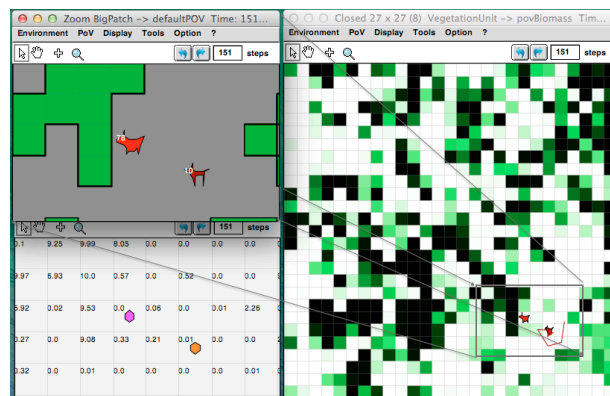 Zoom BigPatch -> defaultPOV Time: 151...
Environment PoV Display Tools Option ?
151 steps
78
10
151 steps
0.1 9.25 9.99 8.05 0.0 0.0 0.0 0.0
9.97 6.93 10.0 0.57 0.0 0.0 0.0 0.0
5.92 0.02 9.53 0.0 0.06 0.0 0.01 2.26
0.27 0.0 9.08 0.33 0.21 0.01 0.0 0.0
0.32 0.0 0.01 0.0 0.0 0.0 0.0 0.01
Closed 27 x 27 (8) VegetationUnit -> povBiomass Tim...
Environment PoV Display Tools Option ?
151 steps